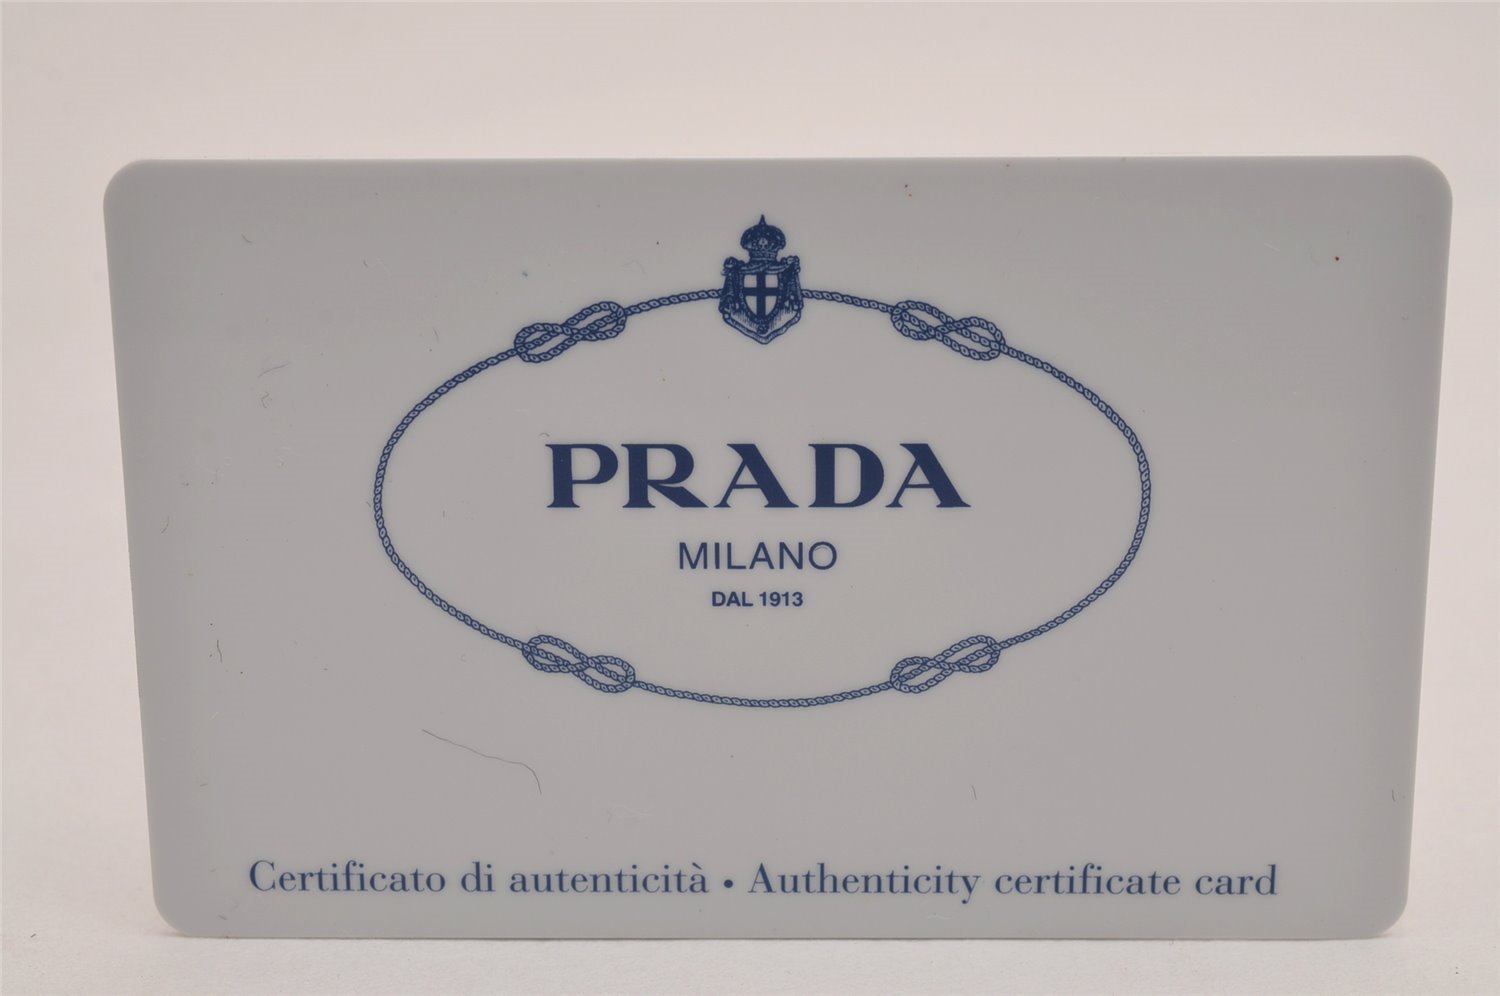 PRADA
MILANO
DAL 1913
Certificato di autenticità • Authenticity certificate card